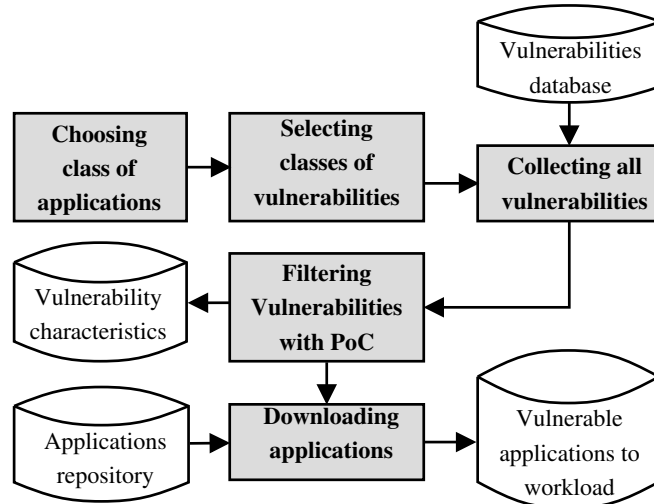 Vulnerabilities
database
Choosing
class of
applications
Selecting
classes of
vulnerabilities
Collecting all
vulnerabilities
Vulnerability
characteristics
Filtering
Vulnerabilities
with PoC
Applications
repository
Downloading
applications
Vulnerable
applications to
workload